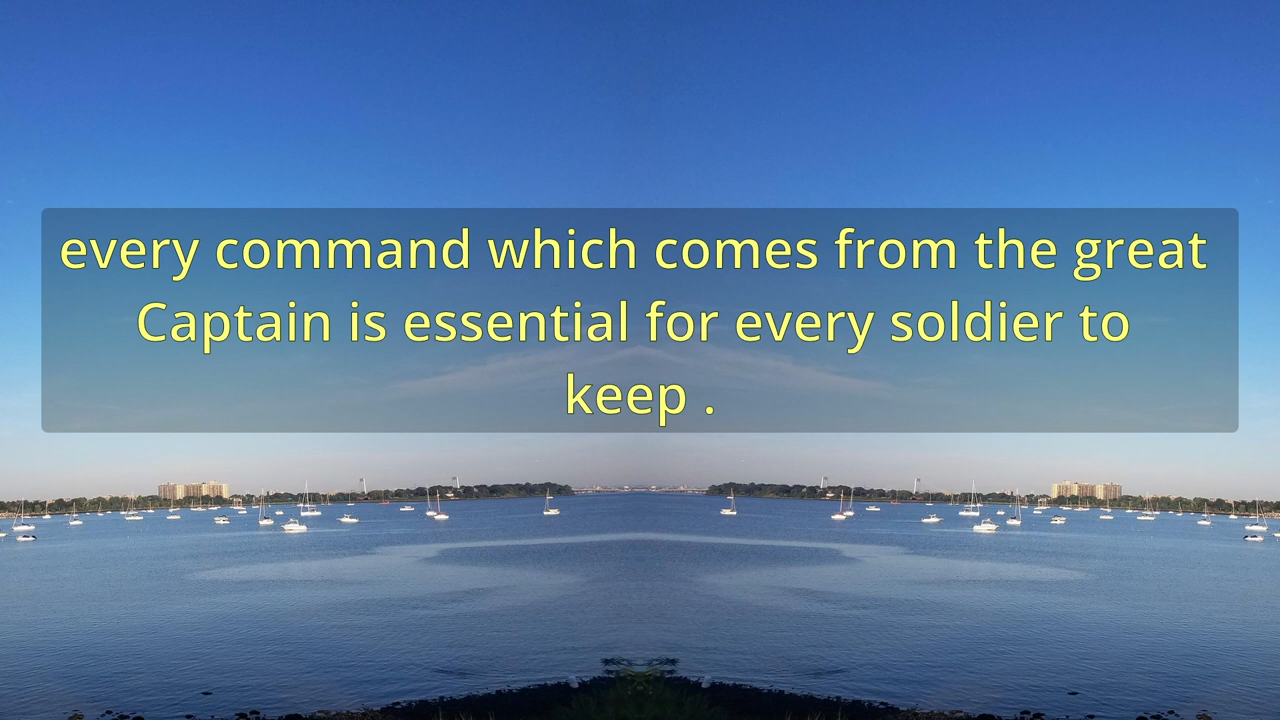 every command which comes from the great
Captain is essential for every soldier to
keep .